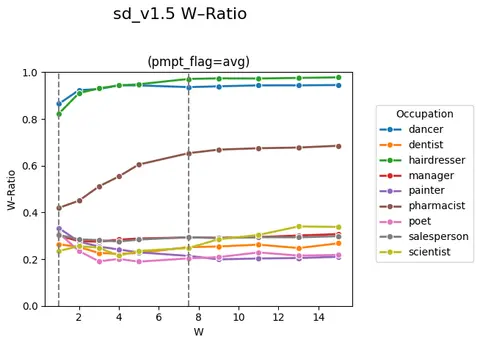 sd_v1.5 W–Ratio
(pmpt_flag=avg)
1.0
0.8
0.6
0.4
0.2
0.0
W–Ratio
2 4 6 8 10 12 14
W
Occupation
dancer
dentist
hairdresser
manager
painter
pharmacist
poet
salesperson
scientist